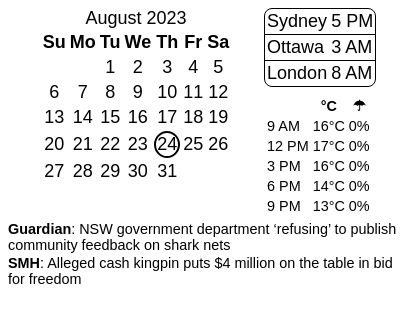 August 2023
Su Mo Tu We Th Fr Sa
1 2 3 4 5
6 7 8 9 10 11 12
13 14 15 16 17 18 19
20 21 22 23 24 25 26
27 28 29 30 31
Sydney 5 PM
Ottawa 3 AM
London 8 AM
°C ☂
9 AM 16°C 0%
12 PM 17°C 0%
3 PM 16°C 0%
6 PM 14°C 0%
9 PM 13°C 0%
Guardian: NSW government department ‘refusing’ to publish
community feedback on shark nets
SMH: Alleged cash kingpin puts $4 million on the table in bid
for freedom